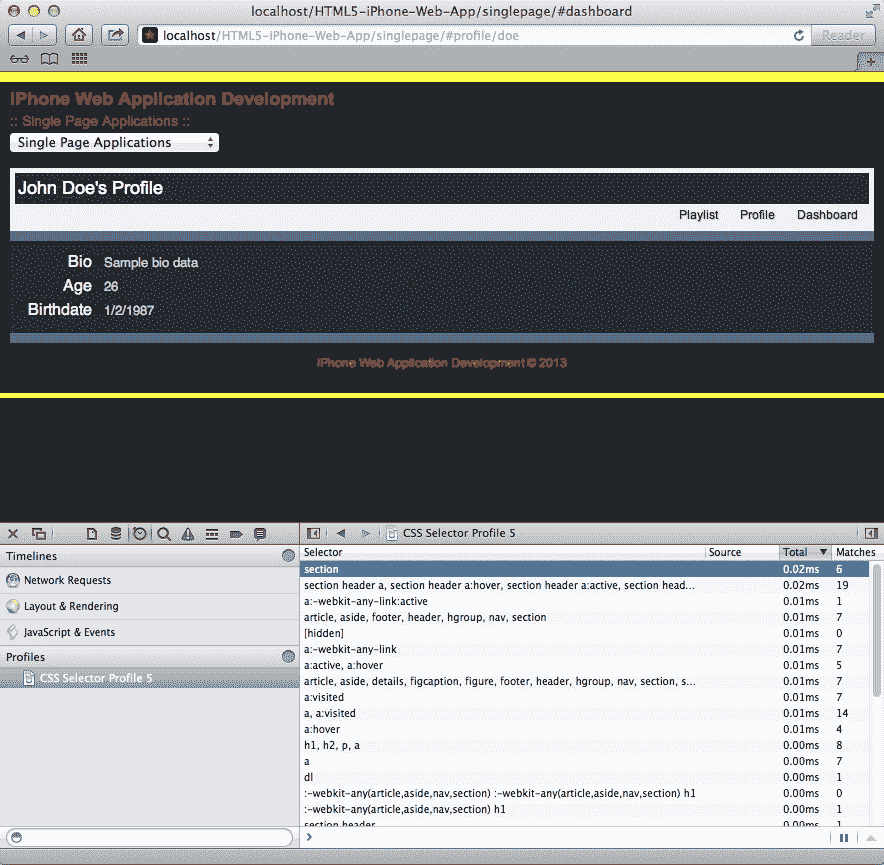 localhost/HTML5-iPhone-Web-App/singlepage/#dashboard
localhost/HTML5-iPhone-Web-App/singlepage/#profile/doe
Reader
iPhone Web Application Development
:: Single Page Applications ::
Single Page Applications
John Doe's Profile
Playlist Profile Dashboard
Bio Sample bio data
Age 26
Birthdate 1/2/1987
iPhone Web Application Development © 2013
CSS Selector Profile 5
Timelines
Network Requests
Layout & Rendering
JavaScript & Events
Profiles
CSS Selector Profile 5
Selector Source Total Matches
section 0.02ms 6
section header a, section header a:hover, section header a:active, section head... 0.02ms 19
a:-webkit-any-link:active 0.01ms 1
article, aside, footer, header, hgroup, nav, section 0.01ms 7
[hidden] 0.01ms 0
a:-webkit-any-link 0.01ms 7
a:active, a:hover 0.01ms 5
article, aside, details, figcaption, figure, footer, header, hgroup, nav, section, s... 0.01ms 7
a:visited 0.01ms 7
a, a:visited 0.01ms 14
a:hover 0.01ms 4
h1, h2, p, a 0.00ms 8
a 0.00ms 7
dl 0.00ms 1
:-webkit-any(article,aside,nav,section) :-webkit-any(article,aside,nav,section) h1 0.00ms 0
:-webkit-any(article,aside,nav,section) h1 0.00ms 1
section header 0.00ms 1